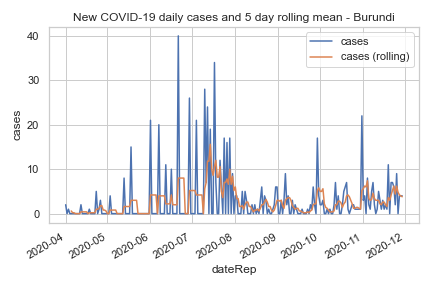 New COVID-19 daily cases and 5 day rolling mean - Burundi
cases
cases (rolling)
40
30
20
10
0
cases
2020-04
2020-05
2020-06
2020-07
2020-08
2020-09
2020-10
2020-11
2020-12
dateRep